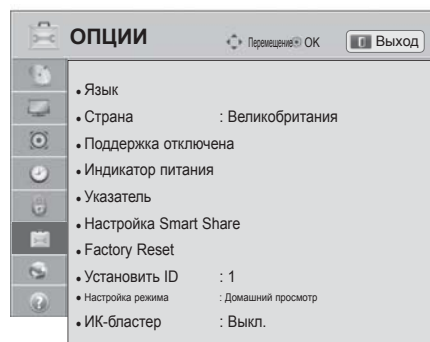 ОПЦИИ Перемещение OK Выход
• Язык
• Страна : Великобритания
• Поддержка отключена
• Индикатор питания
• Указатель
• Настройка Smart Share
• Factory Reset
• Установить ID : 1
• Настройка режима : Домашний просмотр
• ИК-бластер : Выкл.